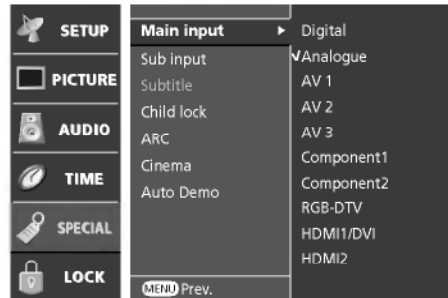 SETUP
PICTURE
AUDIO
TIME
SPECIAL
LOCK
Main input
Sub input
Subtitle
Child lock
ARC
Cinema
Auto Demo
MENU Prev.
Digital
Analogue
AV 1
AV 2
AV 3
Component1
Component2
RGB-DTV
HDMI1/DVI
HDMI2